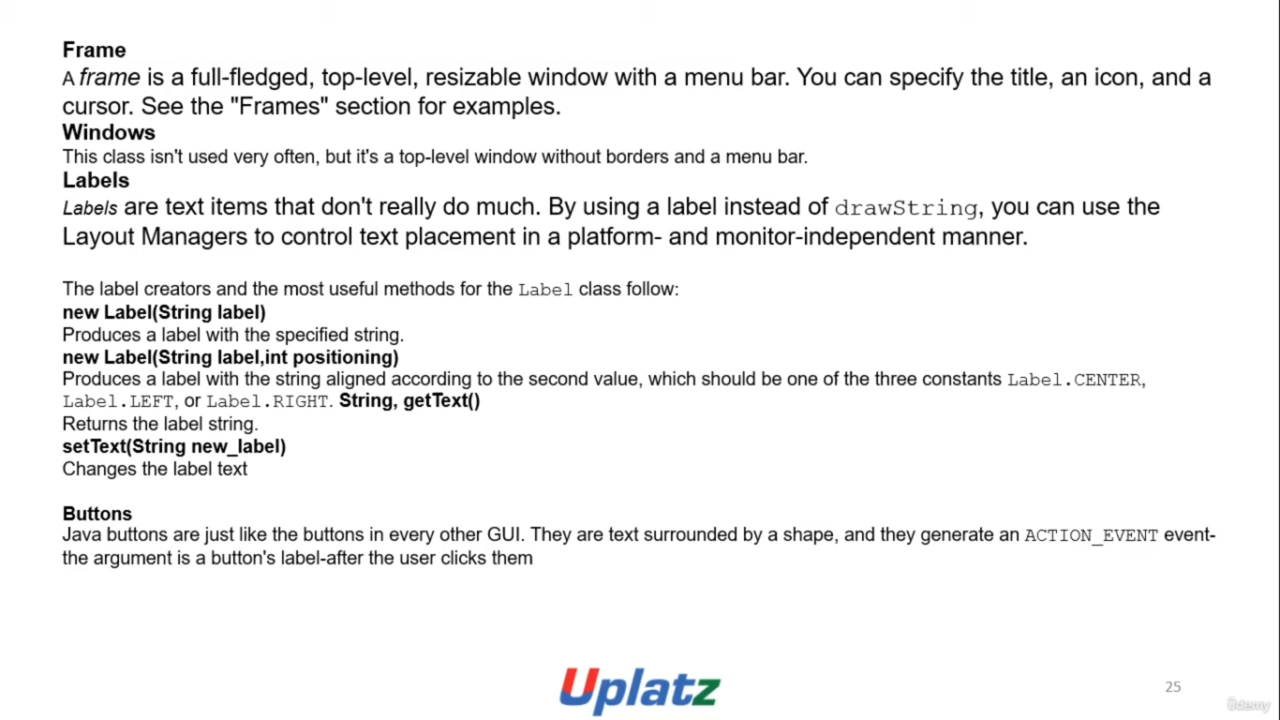 Frame
A frame is a full-fledged, top-level, resizable window with a menu bar. You can specify the title, an icon, and a
cursor. See the "Frames" section for examples.
Windows
This class isn't used very often, but it's a top-level window without borders and a menu bar.
Labels
Labels are text items that don't really do much. By using a label instead of drawString, you can use the
Layout Managers to control text placement in a platform- and monitor-independent manner.
The label creators and the most useful methods for the Label class follow:
new Label(String label)
Produces a label with the specified string.
new Label(String label,int positioning)
Produces a label with the string aligned according to the second value, which should be one of the three constants Label.CENTER,
Label.LEFT, or Label.RIGHT. String, getText()
Returns the label string.
setText(String new_label)
Changes the label text
Buttons
Java buttons are just like the buttons in every other GUI. They are text surrounded by a shape, and they generate an ACTION_EVENT event-
the argument is a button's label-after the user clicks them
Uplatz
25
ûdemy